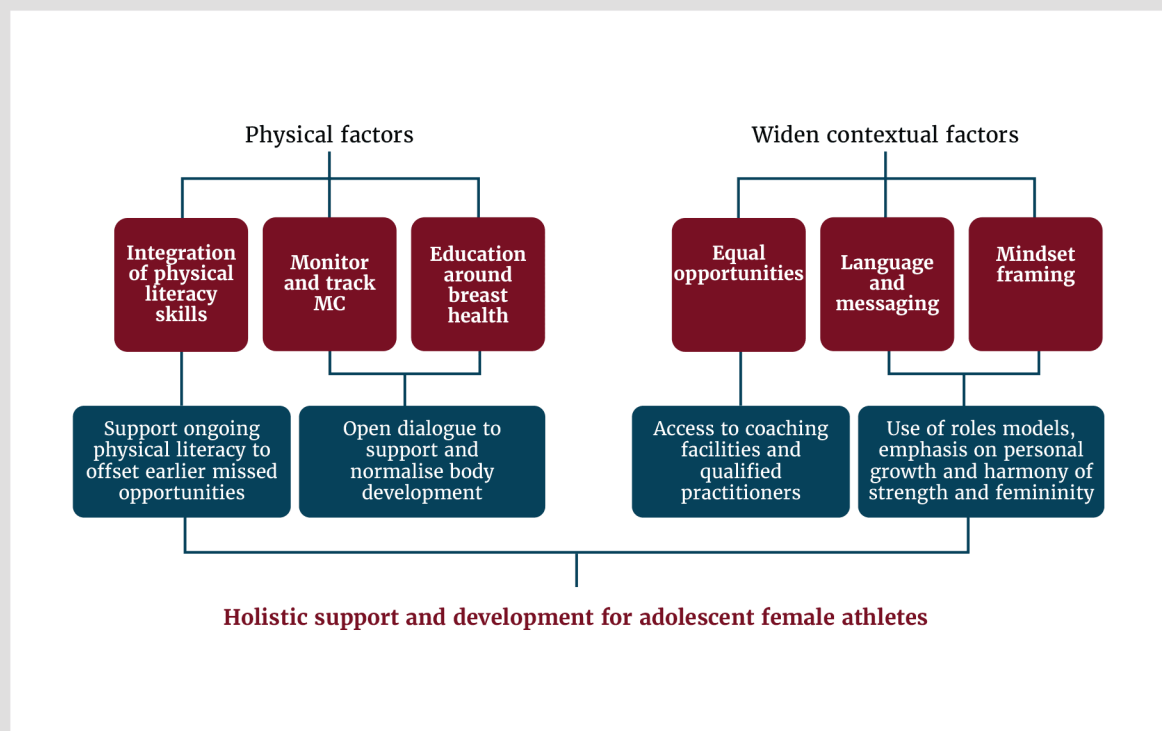 Physical factors
Widen contextual factors
Integration
of physical
literacy
skills
Monitor
and track
MC
Education
around
breast
health
Equal
opportunities
Language
and
messaging
Mindset
framing
Support ongoing
physical literacy to
offset earlier missed
opportunities
Open dialogue to
support and
normalise body
development
Access to coaching
facilities and
qualified
practitioners
Use of roles models,
emphasis on personal
growth and harmony of
strength and femininity
Holistic support and development for adolescent female athletes